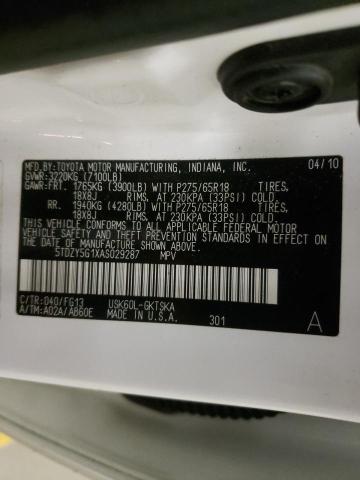 MFD.BY:TOYOTA MOTOR MANUFACTURING, INDIANA, INC. 04/10
GVWR:3220KG (7100LB)
GAWR:FRT. 1765KG (3900LB) WITH P275/65R18 TIRES,
18X8J RIMS, AT 230KPA (33PSI) COLD.
RR. 1940KG (4280LB) WITH P275/65R18 TIRES,
18X8J RIMS, AT 230KPA (33PSI) COLD.
THIS VEHICLE CONFORMS TO ALL APPLICABLE FEDERAL MOTOR VEHICLE SAFETY STANDARDS IN EFFECT ON THE DATE OF MANUFACTURE SHOWN ABOVE.
5TDZY5G1XAS029287 MPV
C/TR:040/FG13 USK60L-GKTSKA
A/TM:A02A/AB60E MADE IN U.S.A. 301 A